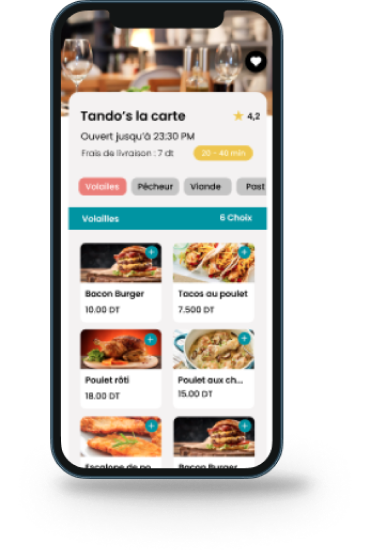 Tando's la carte
4,2
Ouvert jusqu'à 23:30 PM
Frais de livraison : 7 dt
20 - 40 min
Volailes Pêcheur Viande Past
Volailles 6 Choix
Bacon Burger Tacos au poulet
10.00 DT 7.500 DT
Poulet rôti Poulet aux ch...
18.00 DT 15.00 DT
Escalope de po Bacon Burger